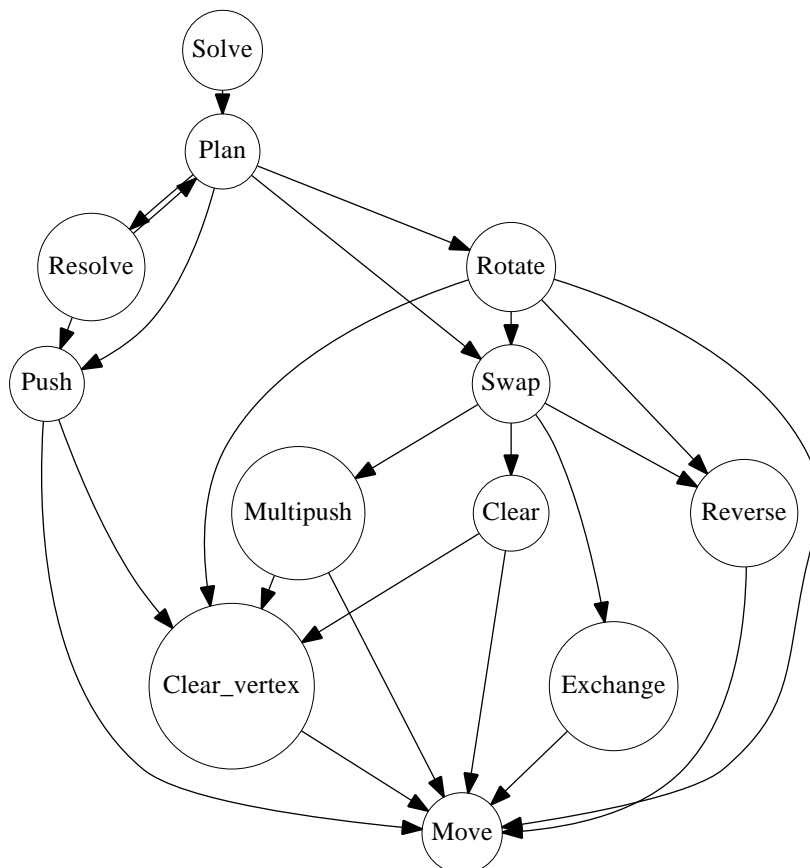 Solve
Plan
Resolve
Rotate
Push
Swap
Multipush
Clear
Reverse
Clear_vertex
Exchange
Move